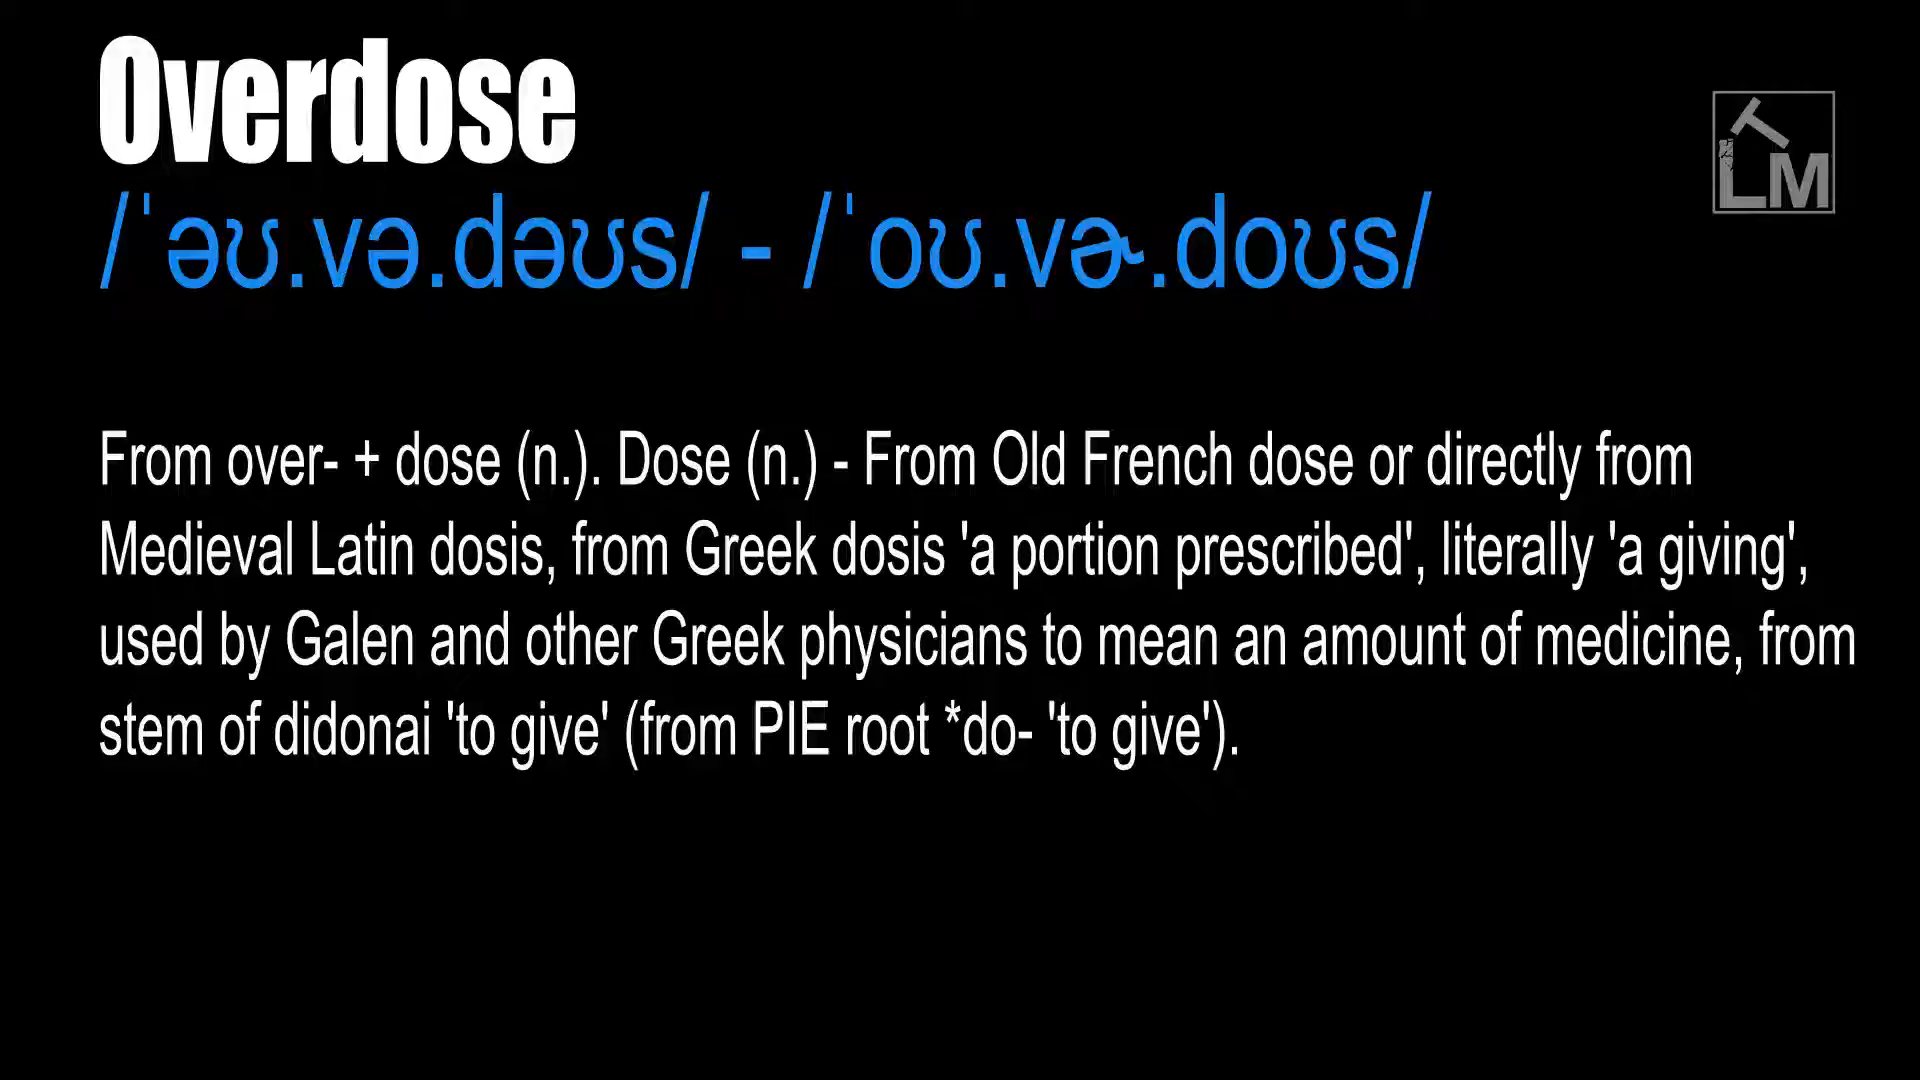 Overdose
/ˈəʊ.və.dəʊs/ - /ˈoʊ.vɚ.doʊs/
From over- + dose (n.). Dose (n.) - From Old French dose or directly from
Medieval Latin dosis, from Greek dosis 'a portion prescribed', literally 'a giving',
used by Galen and other Greek physicians to mean an amount of medicine, from
stem of didonai 'to give' (from PIE root *do- 'to give').
LTM